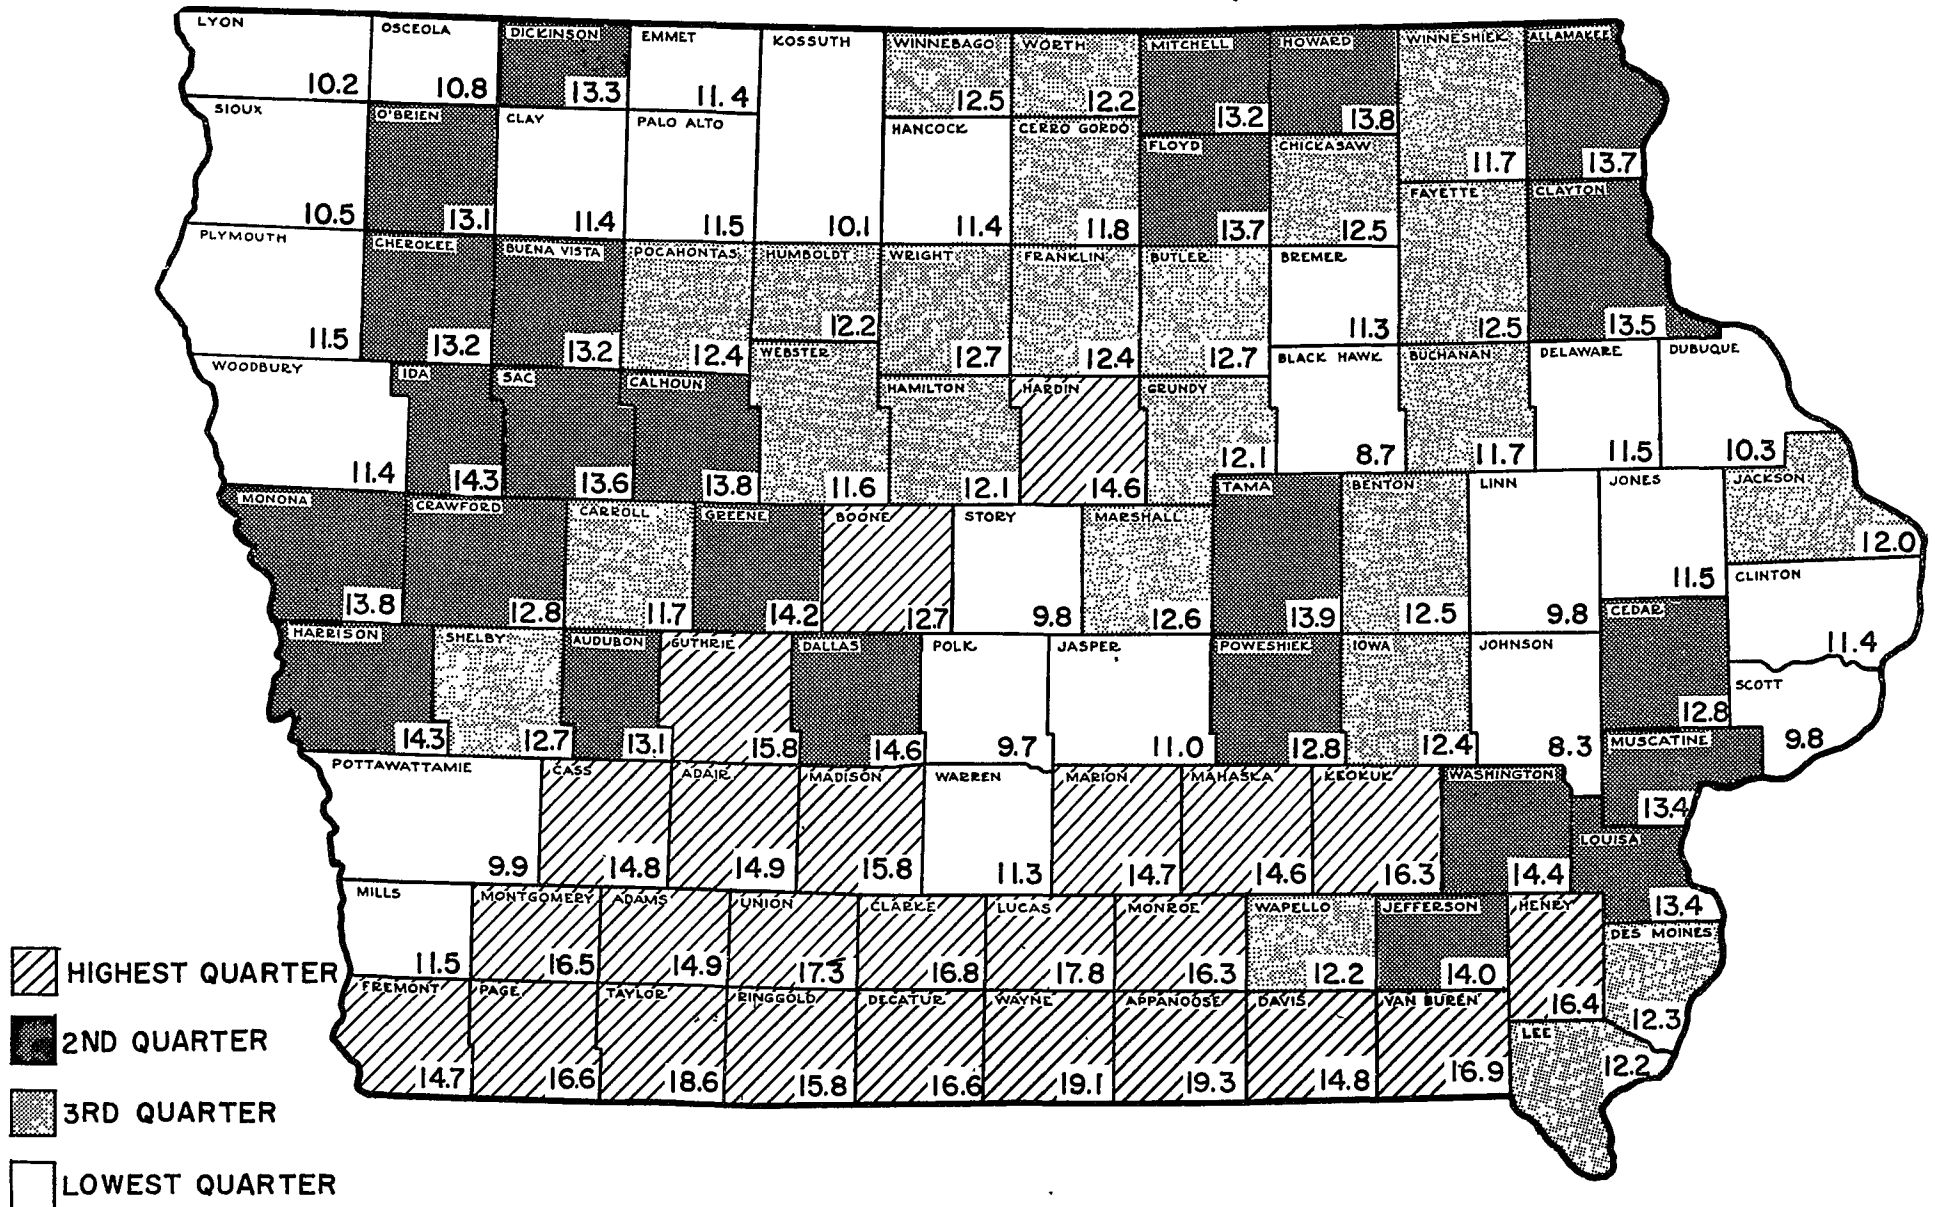 LYON
10.2
OSCEOLA
10.8
DICKINSON
13.3
EMMET
11.4
KOSSUTH
10.1
WINNEBAGO
12.5
WORTH
12.2
MITCHELL
13.2
HOWARD
13.8
WINNESHIEK
11.7
ALLAMAKEE
13.7
SIOUX
10.5
O'BRIEN
13.1
CLAY
11.4
PALO ALTO
11.5
HANCOCK
11.4
CERRO GORDO
11.8
FLOYD
13.7
CHICKASAW
12.5
FAYETTE
12.5
CLAYTON
13.5
PLYMOUTH
11.5
CHEROKEE
13.2
BUENA VISTA
13.2
POCAHONTAS
12.4
HUMBOLDT
12.2
WRIGHT
12.7
FRANKLIN
12.4
BUTLER
12.7
BREMER
11.3
WOODBURY
11.4
IDA
14.3
SAC
13.6
CALHOUN
13.8
WEBSTER
11.6
HAMILTON
12.1
HARDIN
14.6
GRUNDY
12.1
BLACK HAWK
8.7
BUCHANAN
11.7
DELAWARE
11.5
DUBUQUE
10.3
MONONA
13.8
CRAWFORD
12.8
CARROLL
11.7
GREENE
14.2
BOONE
12.7
STORY
9.8
MARSHALL
12.6
TAMA
13.9
BENTON
12.5
LINN
9.8
JONES
11.5
JACKSON
12.0
CLINTON
11.4
HARRISON
14.3
SHELBY
12.7
AUDUBON
13.1
GUTHRIE
15.8
DALLAS
14.6
POLK
9.7
JASPER
11.0
POWESHIEK
12.8
IOWA
12.4
JOHNSON
8.3
CEDAR
12.8
SCOTT
9.8
MUSCATINE
13.4
POTTAWATTAMIE
9.9
CASS
14.8
ADAIR
14.9
MADISON
15.8
WARREN
11.3
MARION
14.7
MAHASKA
14.6
KEOKUK
16.3
WASHINGTON
14.4
LOUISA
13.4
MILLS
11.5
MONTGOMERY
16.5
ADAMS
14.9
UNION
17.3
CLARKE
16.8
LUCAS
17.8
MONROE
16.3
WAPELLO
12.2
JEFFERSON
14.0
HENRY
16.4
DES MOINES
12.3
FREMONT
14.7
PAGE
16.6
TAYLOR
18.6
RINGGOLD
15.8
DECATUR
16.6
WAYNE
19.1
APPANOOSE
19.3
DAVIS
14.8
VAN BUREN
16.9
LEE
12.2
HIGHEST QUARTER
2ND QUARTER
3RD QUARTER
LOWEST QUARTER